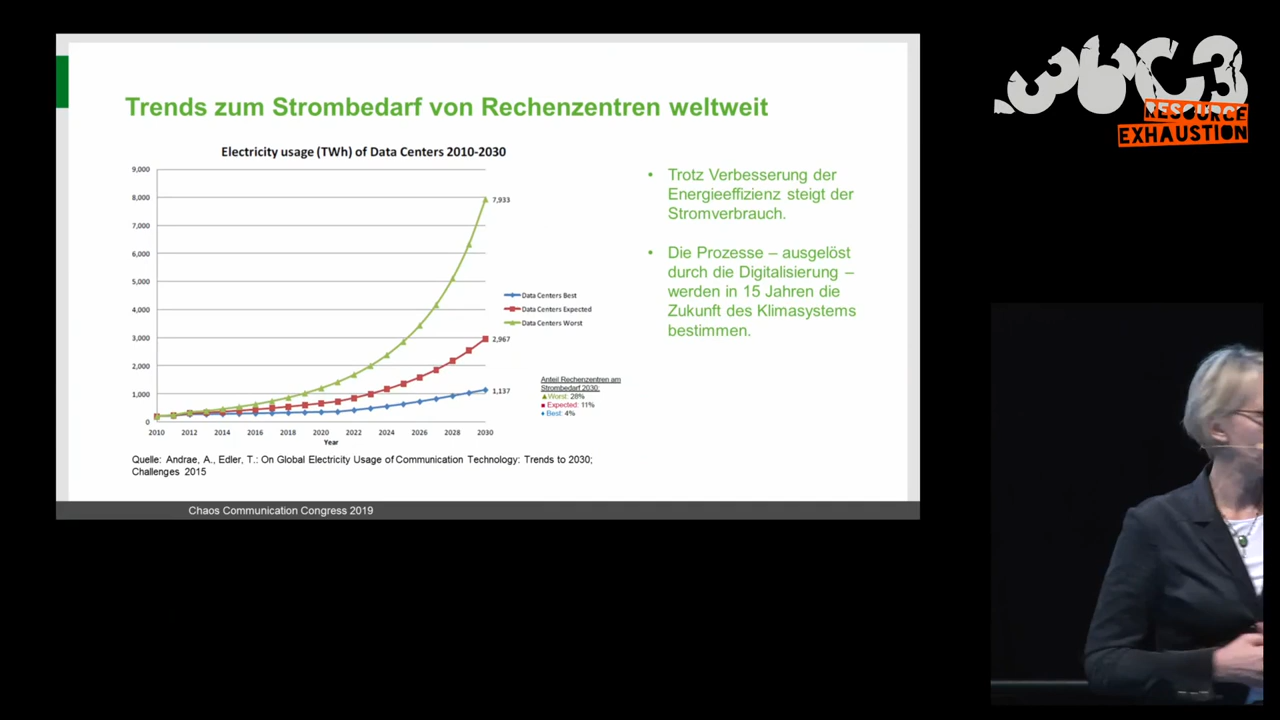 36C3
RESOURCE
EXHAUSTION
Trends zum Strombedarf von Rechenzentren weltweit
Electricity usage (TWh) of Data Centers 2010-2030
9,000
8,000
7,000
6,000
5,000
4,000
3,000
2,000
1,000
0
7,933
2,967
1,137
2010 2012 2014 2016 2018 2020 2022 2024 2026 2028 2030
Year
Data Centers Best
Data Centers Expected
Data Centers Worst
Anteil Rechenzentren am
Strombedarf 2030:
Worst: 28%
Expected: 11%
Best: 4%
• Trotz Verbesserung der
Energieeffizienz steigt der
Stromverbrauch.
• Die Prozesse – ausgelöst
durch die Digitalisierung –
werden in 15 Jahren die
Zukunft des Klimasystems
bestimmen.
Quelle: Andrae, A., Edler, T.: On Global Electricity Usage of Communication Technology: Trends to 2030;
Challenges 2015
Chaos Communication Congress 2019